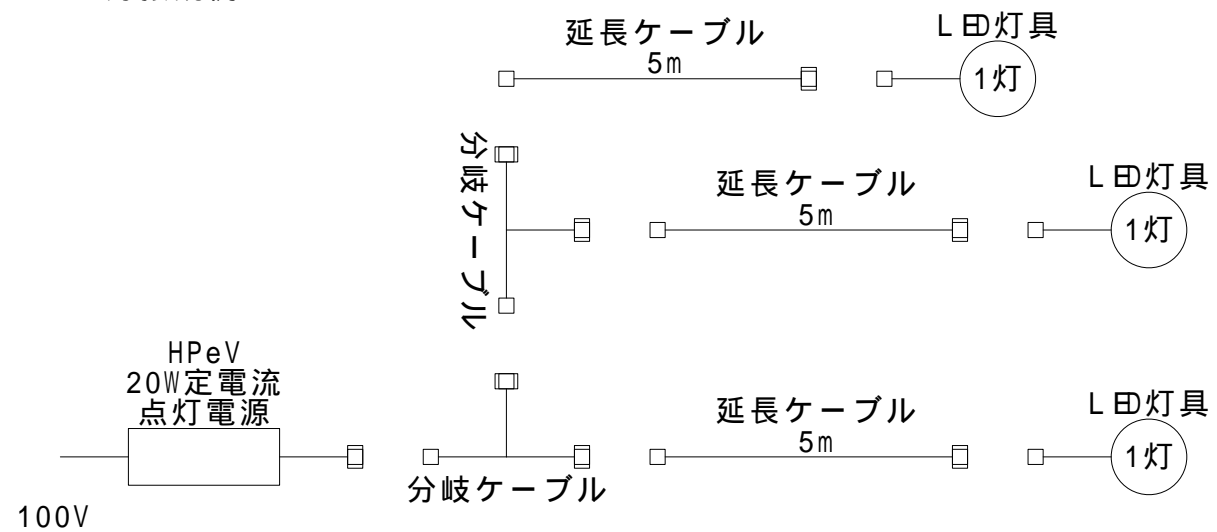 延長ケーブル
5m
LED灯具
1灯
分岐ケーブル
延長ケーブル
5m
LED灯具
1灯
HPeV
20W定電流
点灯電源
延長ケーブル
5m
LED灯具
1灯
分岐ケーブル
100V